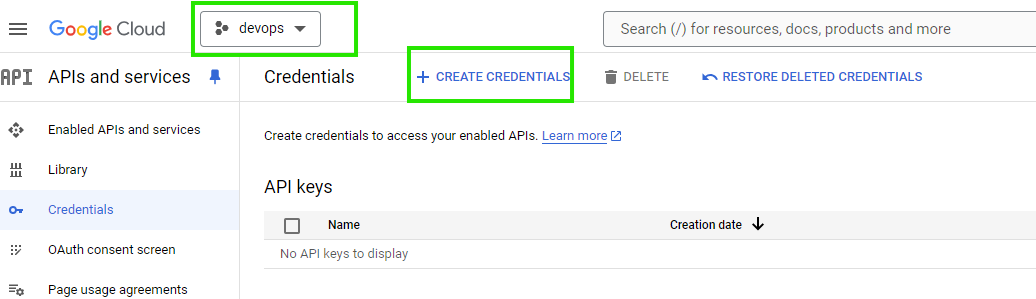 Google Cloud
devops
Search (/) for resources, docs, products and more
API
APIs and services
Credentials
+ CREATE CREDENTIALS
DELETE
RESTORE DELETED CREDENTIALS
Enabled APIs and services
Library
Credentials
OAuth consent screen
Page usage agreements
Create credentials to access your enabled APIs. Learn more
API keys
Name
Creation date
No API keys to display